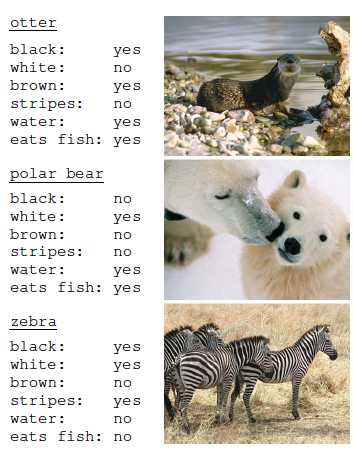 otter
black: yes
white: no
brown: yes
stripes: no
water: yes
eats fish: yes
polar bear
black: no
white: yes
brown: no
stripes: no
water: yes
eats fish: yes
zebra
black: yes
white: yes
brown: no
stripes: yes
water: no
eats fish: no